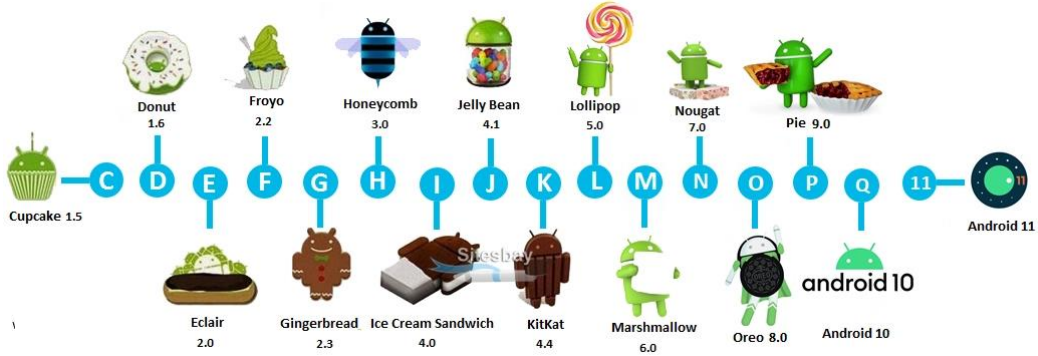 Donut
1.6
Froyo
2.2
Honeycomb
3.0
Jelly Bean
4.1
Lollipop
5.0
Nougat
7.0
Pie 9.0
C D E F G H I J K L M N O P Q 11
11
Cupcake 1.5
Android 11
Sitesbay
android 10
Eclair
2.0
Gingerbread
2.3
Ice Cream Sandwich
4.0
KitKat
4.4
Marshmallow
6.0
OREO
Oreo 8.0
Android 10